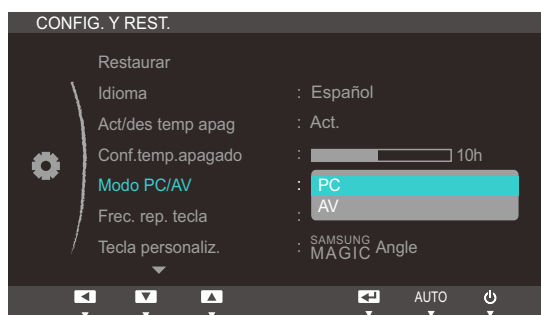 CONFIG. Y REST.
Restaurar
Idioma : Español
Act/des temp apag : Act.
Conf.temp.apagado : 10h
Modo PC/AV : PC
AV
Frec. rep. tecla :
Tecla personaliz. : SAMSUNG MAGIC Angle
AUTO